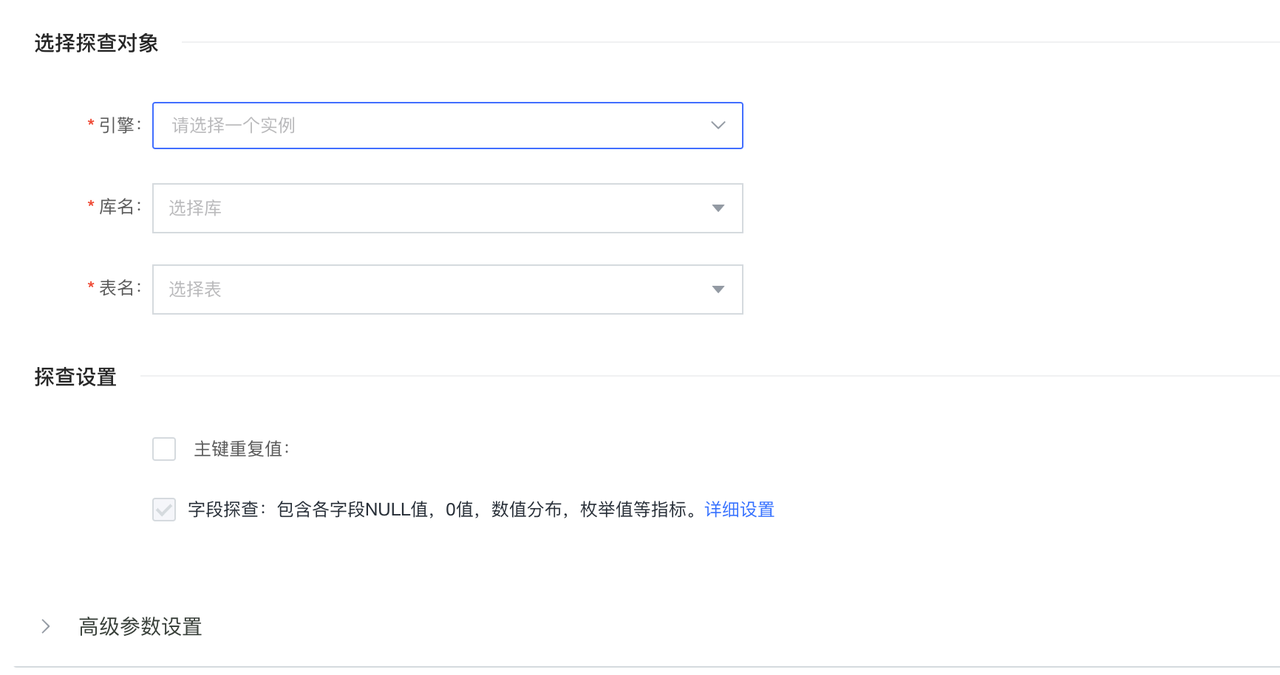 选择探查对象
* 引擎： 请选择一个实例
* 库名： 选择库
* 表名： 选择表
探查设置
主键重复值：
字段探查：包含各字段NULL值，0值，数值分布，枚举值等指标。详细设置
高级参数设置